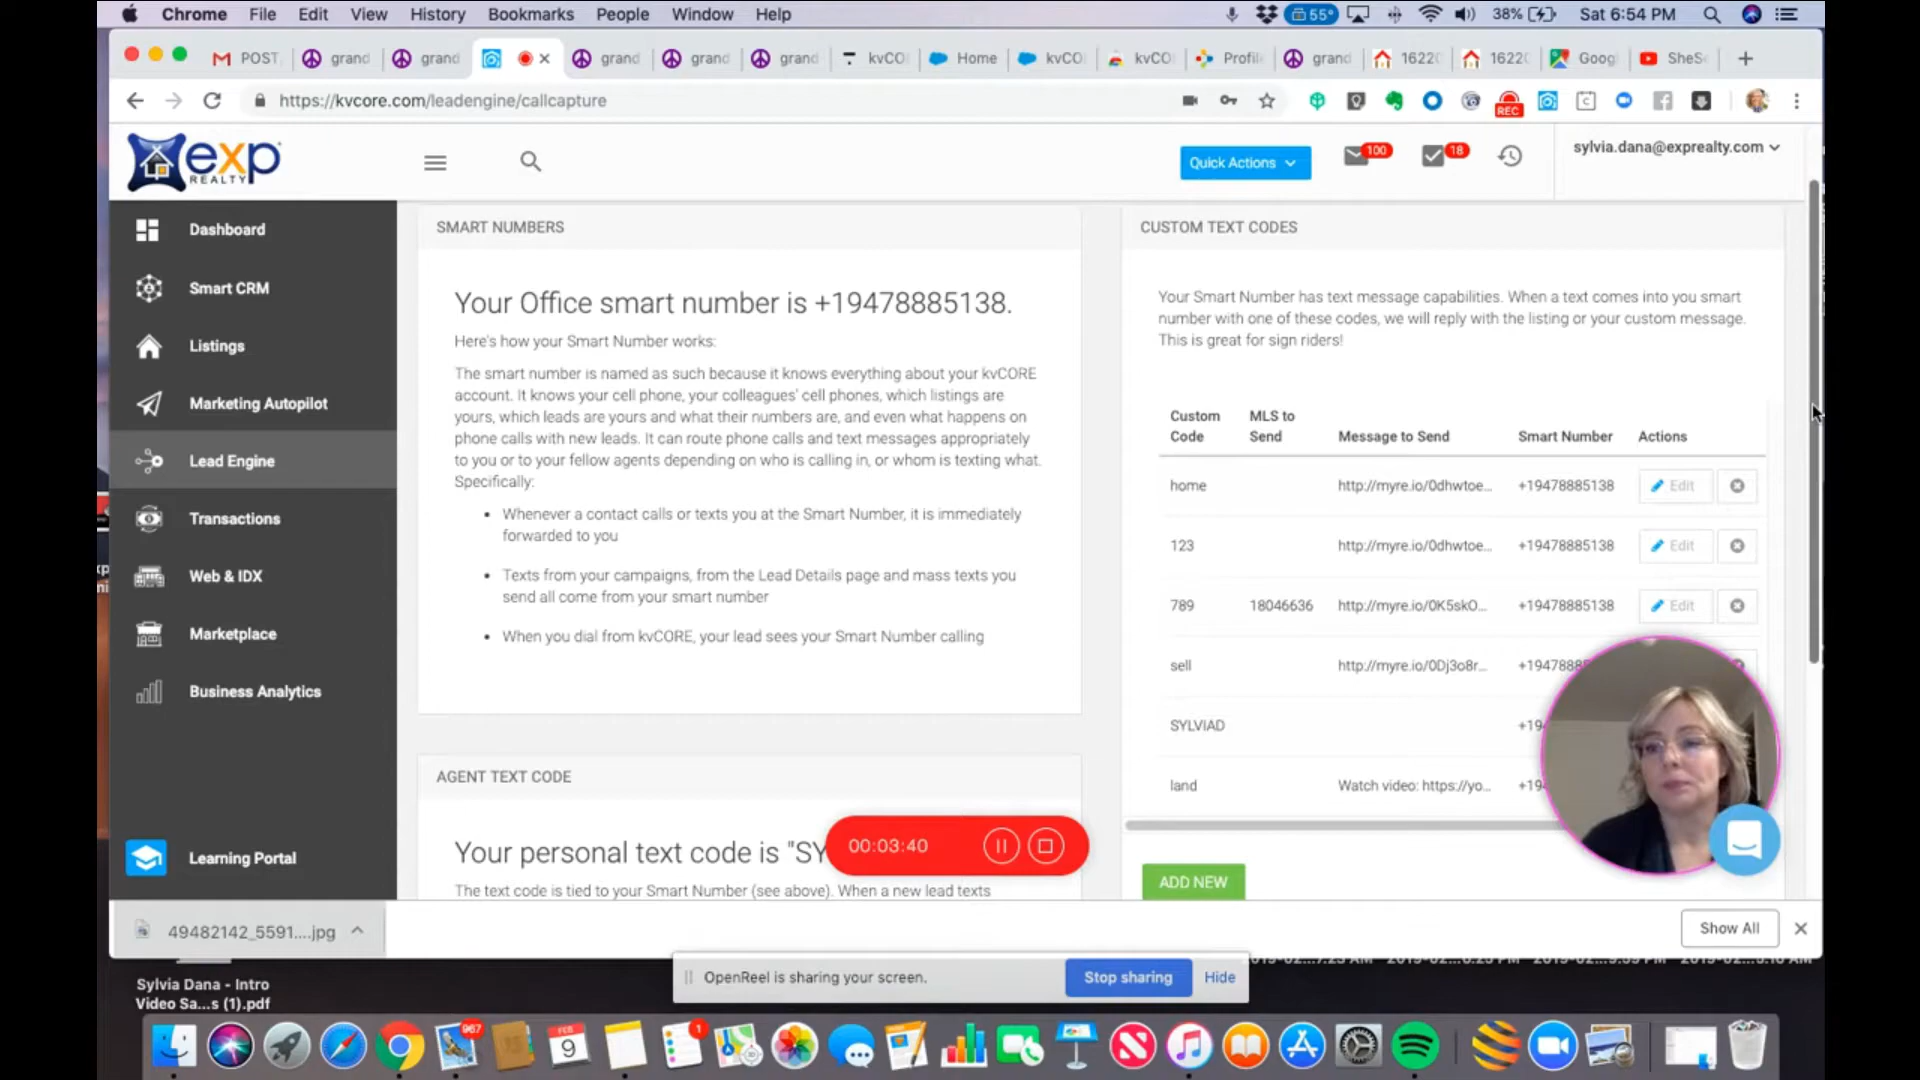 Chrome File Edit View History Bookmarks People Window Help
55° 38% Sat 6:54 PM
POST grand grand grand grand grand kvCO Home kvCO kvCO Profil grand 1622 1622 Goog SheS
https://kvcore.com/leadengine/callcapture
REC
exp
REALTY
Quick Actions
100
18
sylvia.dana@exprealty.com
Dashboard
Smart CRM
Listings
Marketing Autopilot
Lead Engine
Transactions
Web & IDX
Marketplace
Business Analytics
Learning Portal
SMART NUMBERS
Your Office smart number is +19478885138.
Here's how your Smart Number works:
The smart number is named as such because it knows everything about your kvCORE
account. It knows your cell phone, your colleagues' cell phones, which listings are
yours, which leads are yours and what their numbers are, and even what happens on
phone calls with new leads. It can route phone calls and text messages appropriately
to you or to your fellow agents depending on who is calling in, or whom is texting what.
Specifically:
• Whenever a contact calls or texts you at the Smart Number, it is immediately
forwarded to you
• Texts from your campaigns, from the Lead Details page and mass texts you
send all come from your smart number
• When you dial from kvCORE, your lead sees your Smart Number calling
AGENT TEXT CODE
Your personal text code is "SY
The text code is tied to your Smart Number (see above). When a new lead texts
00:03:40
CUSTOM TEXT CODES
Your Smart Number has text message capabilities. When a text comes into you smart
number with one of these codes, we will reply with the listing or your custom message.
This is great for sign riders!
Custom Code MLS to Send Message to Send Smart Number Actions
home http://myre.io/0dhwtoe... +19478885138 Edit
123 http://myre.io/0dhwtoe... +19478885138 Edit
789 18046636 http://myre.io/0K5skO... +19478885138 Edit
sell http://myre.io/0Dj3o8r... +1947888
SYLVIAD +19
land Watch video: https://yo... +19
ADD NEW
49482142_5591....jpg
Show All
OpenReel is sharing your screen. Stop sharing Hide
Sylvia Dana - Intro
Video Sa...s (1).pdf
967
FEB
9
1